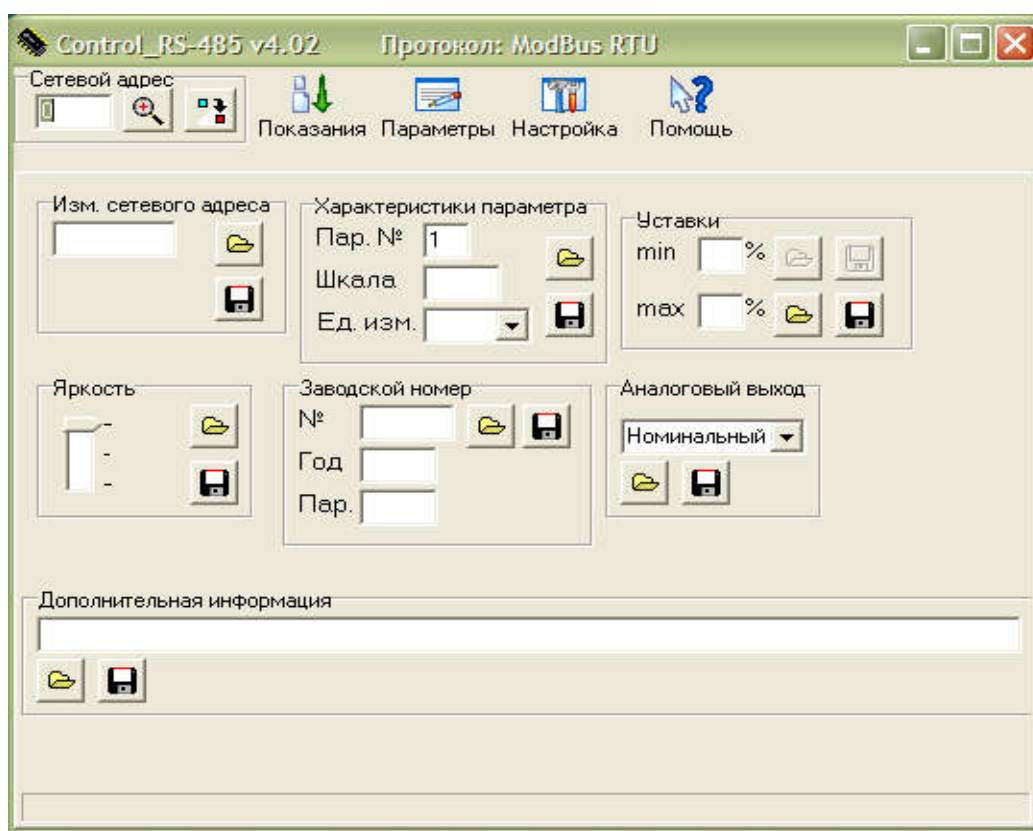 Control_RS-485 v4.02 Протокол: ModBus RTU
Сетевой адрес
0
Показания Параметры Настройка Помощь
Изм. сетевого адреса
Характеристики параметра
Пар. № 1
Шкала
Ед. изм.
Уставки
min %
max %
Яркость
Заводской номер
№
Год
Пар.
Аналоговый выход
Номинальный
Дополнительная информация